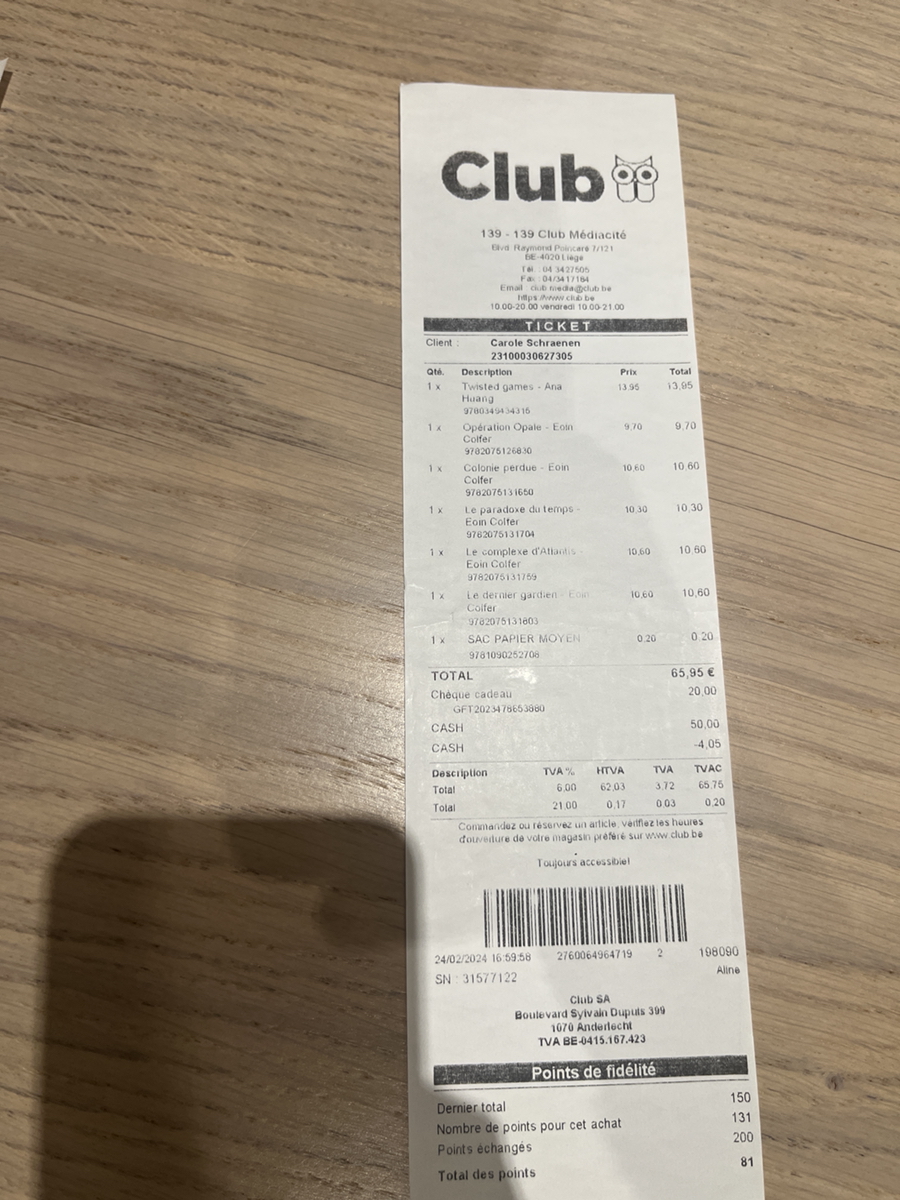 Club
139 - 139 Club Médiacité
Blvd Raymond Poincaré 7/121
BE-4020 Liège
Tél. : 04 3427505
Fax : 04/3417164
Email : club.media@club.be
https://www.club.be
10.00-20.00 vendredi 10.00-21.00
TICKET
Client : Carole Schraenen
23100030627305
Qté. Description Prix Total
1 x Twisted games - Ana 13,95 13,95
Huang
9780349434315
1 x Opération Opale - Eoin 9,70 9,70
Colfer
9782075126830
1 x Colonie perdue - Eoin 10,60 10,60
Colfer
9782075131650
1 x Le paradoxe du temps - 10,30 10,30
Eoin Colfer
9782075131704
1 x Le complexe d'Atlantis - 10,60 10,60
Eoin Colfer
9782075131759
1 x Le dernier gardien - Eoin 10,60 10,60
Colfer
9782075131803
1 x SAC PAPIER MOYEN 0,20 0,20
9781090252708
TOTAL 65,95 €
Chèque cadeau 20,00
GFT2023476653880
CASH 50,00
CASH -4,05
Description TVA % HTVA TVA TVAC
Total 6,00 62,03 3,72 65,75
Total 21,00 0,17 0,03 0,20
Commandez ou réservez un article, vérifiez les heures
d'ouverture de votre magasin préféré sur www.club.be
.
Toujours accessible!
24/02/2024 16:59:58 2760064964719 2 198090
SN : 31577122 Aline
Club SA
Boulevard Sylvain Dupuis 399
1070 Anderlecht
TVA BE-0415.167.423
Points de fidélité
Dernier total 150
Nombre de points pour cet achat 131
Points échangés 200
Total des points 81